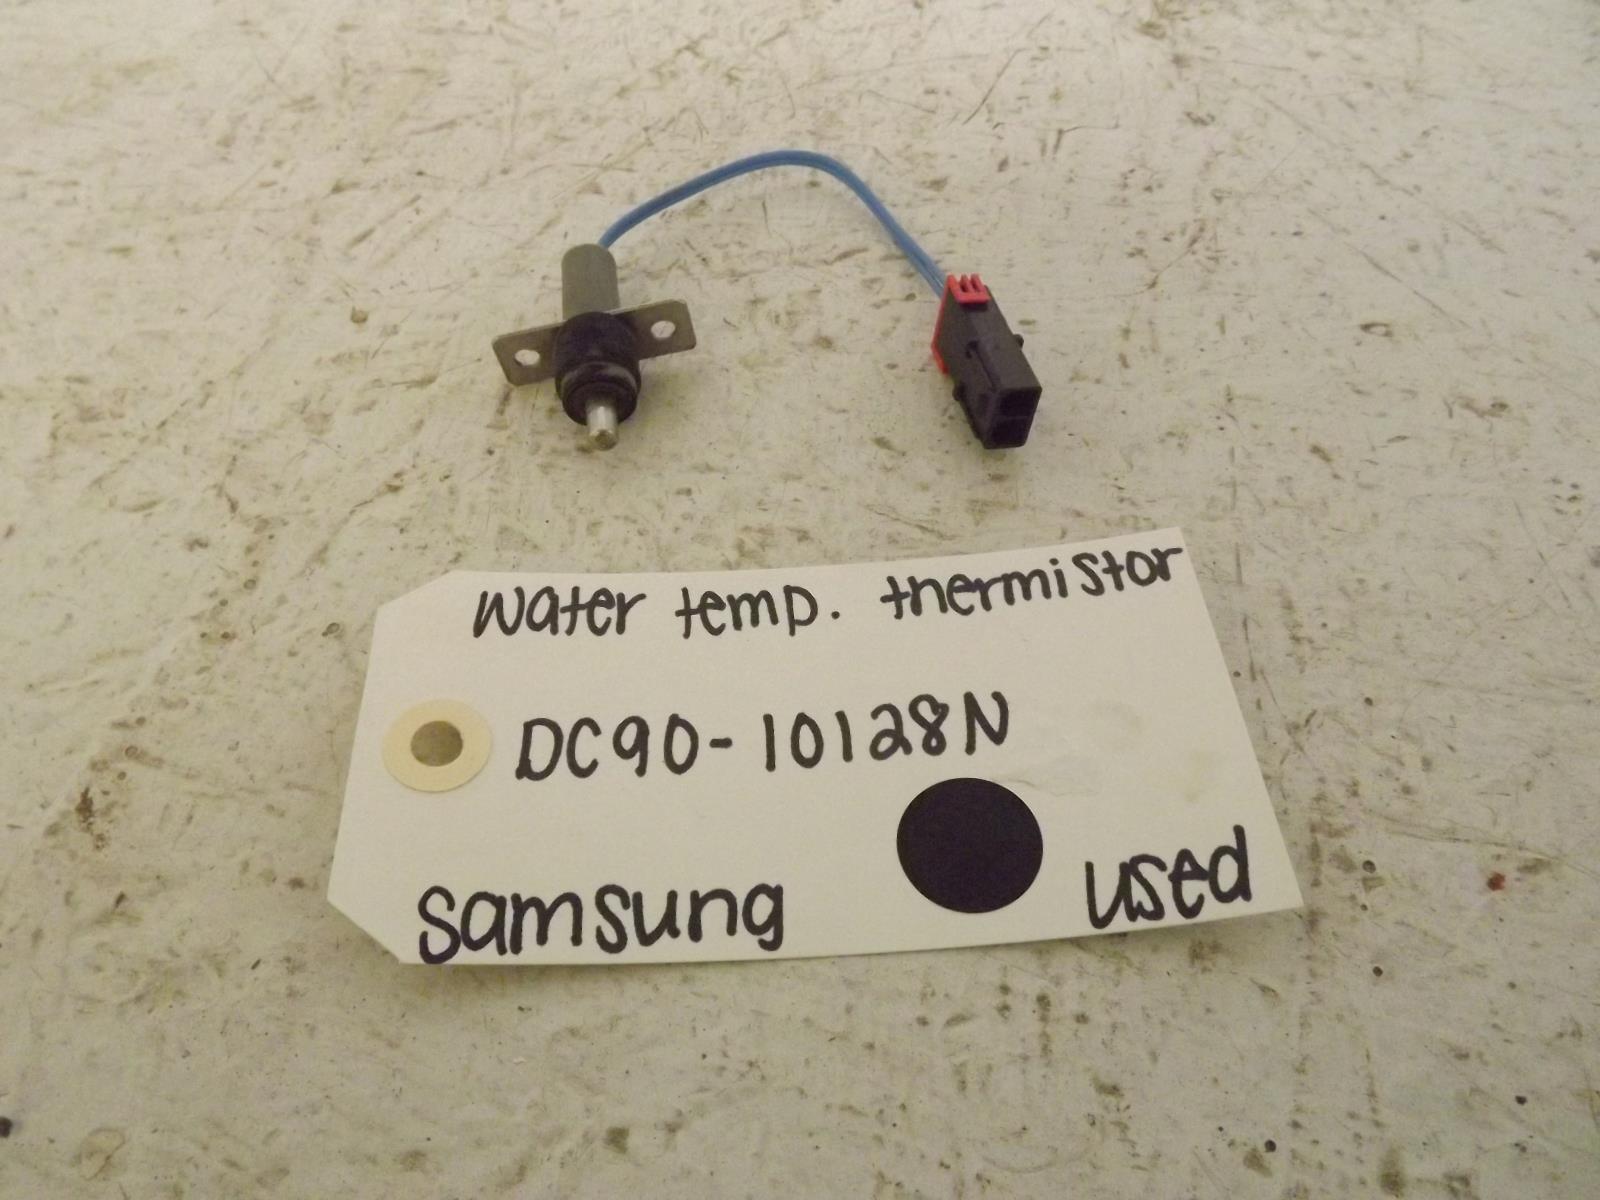 Water temp. thermistor
DC90-10128N
Samsung
used